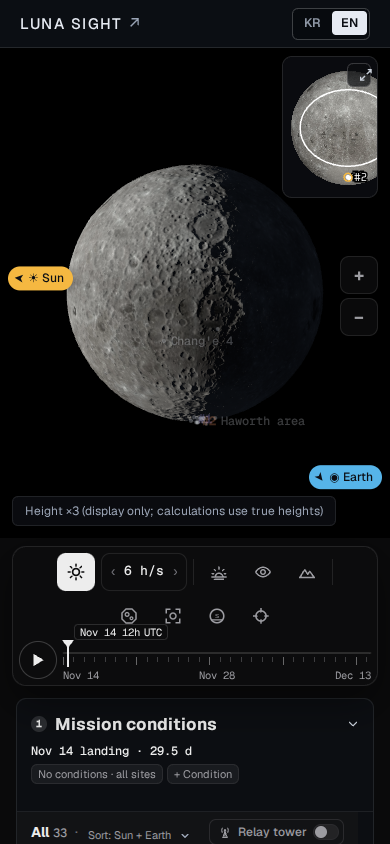 LUNA SIGHT ↗
KR EN
#2
☀ Sun
+
−
Chang'e 4
#2 Haworth area
◉ Earth
Height ×3 (display only; calculations use true heights)
‹ 6 h/s ›
Nov 14 12h UTC
Nov 14 Nov 28 Dec 13
1 Mission conditions
Nov 14 landing · 29.5 d
No conditions · all sites + Condition
All 33 · Sort: Sun + Earth Relay tower